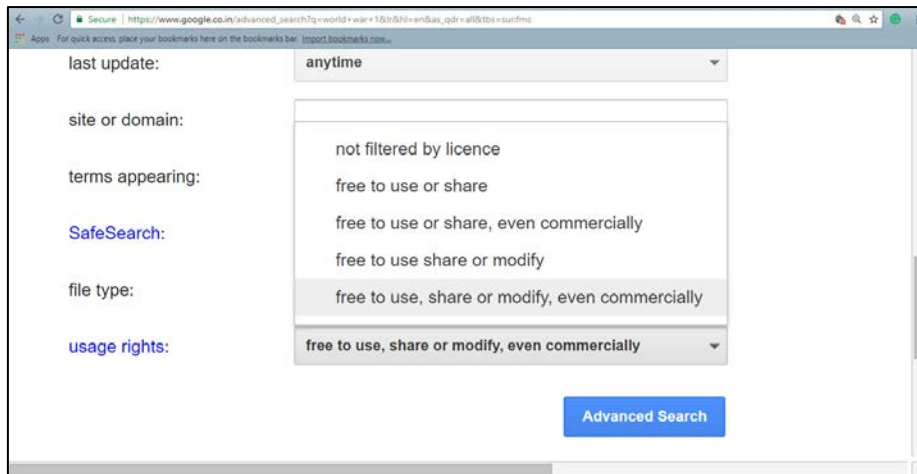 Secure | https://www.google.co.in/advanced_search?q=world+war+1&lr&hl=en&as_qdr=all&tbs=sur:fmc
Apps For quick access, place your bookmarks here on the bookmarks bar. Import bookmarks now...
last update: anytime
site or domain:
not filtered by licence
terms appearing: free to use or share
free to use or share, even commercially
SafeSearch:
free to use share or modify
file type: free to use, share or modify, even commercially
usage rights: free to use, share or modify, even commercially
Advanced Search